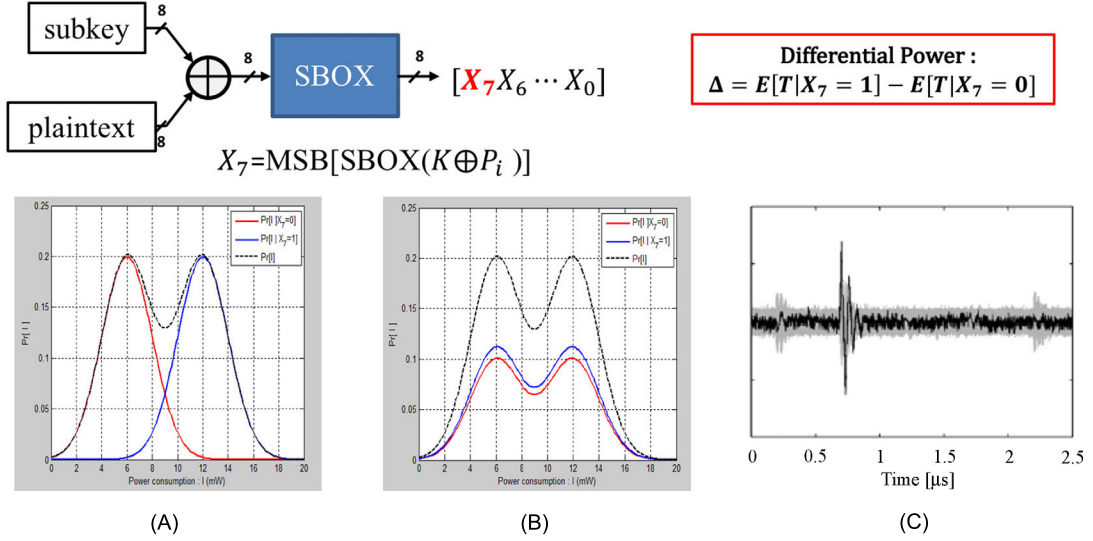 8
8
subkey
8
8
SBOX
[X₇X₆ ⋯ X₀]
plaintext
8
X₇=MSB[SBOX(K⊕Pᵢ )]
Differential Power :
Δ = E[T|X₇ = 1] − E[T|X₇ = 0]
0.25
0.2
0.15
0.1
0.05
0
Pr[ I ]
Pr[I |X₇=0]
Pr[I | X₇=1]
Pr[I]
0 2 4 6 8 10 12 14 16 18 20
Power consumption : I (mW)
(A)
0.25
0.2
0.15
0.1
0.05
0
Pr[ I ]
Pr[I |X₇=0]
Pr[I | X₇=1]
Pr[I]
0 2 4 6 8 10 12 14 16 18 20
Power consumption : I (mW)
(B)
0 0.5 1 1.5 2 2.5
Time [µs]
(C)